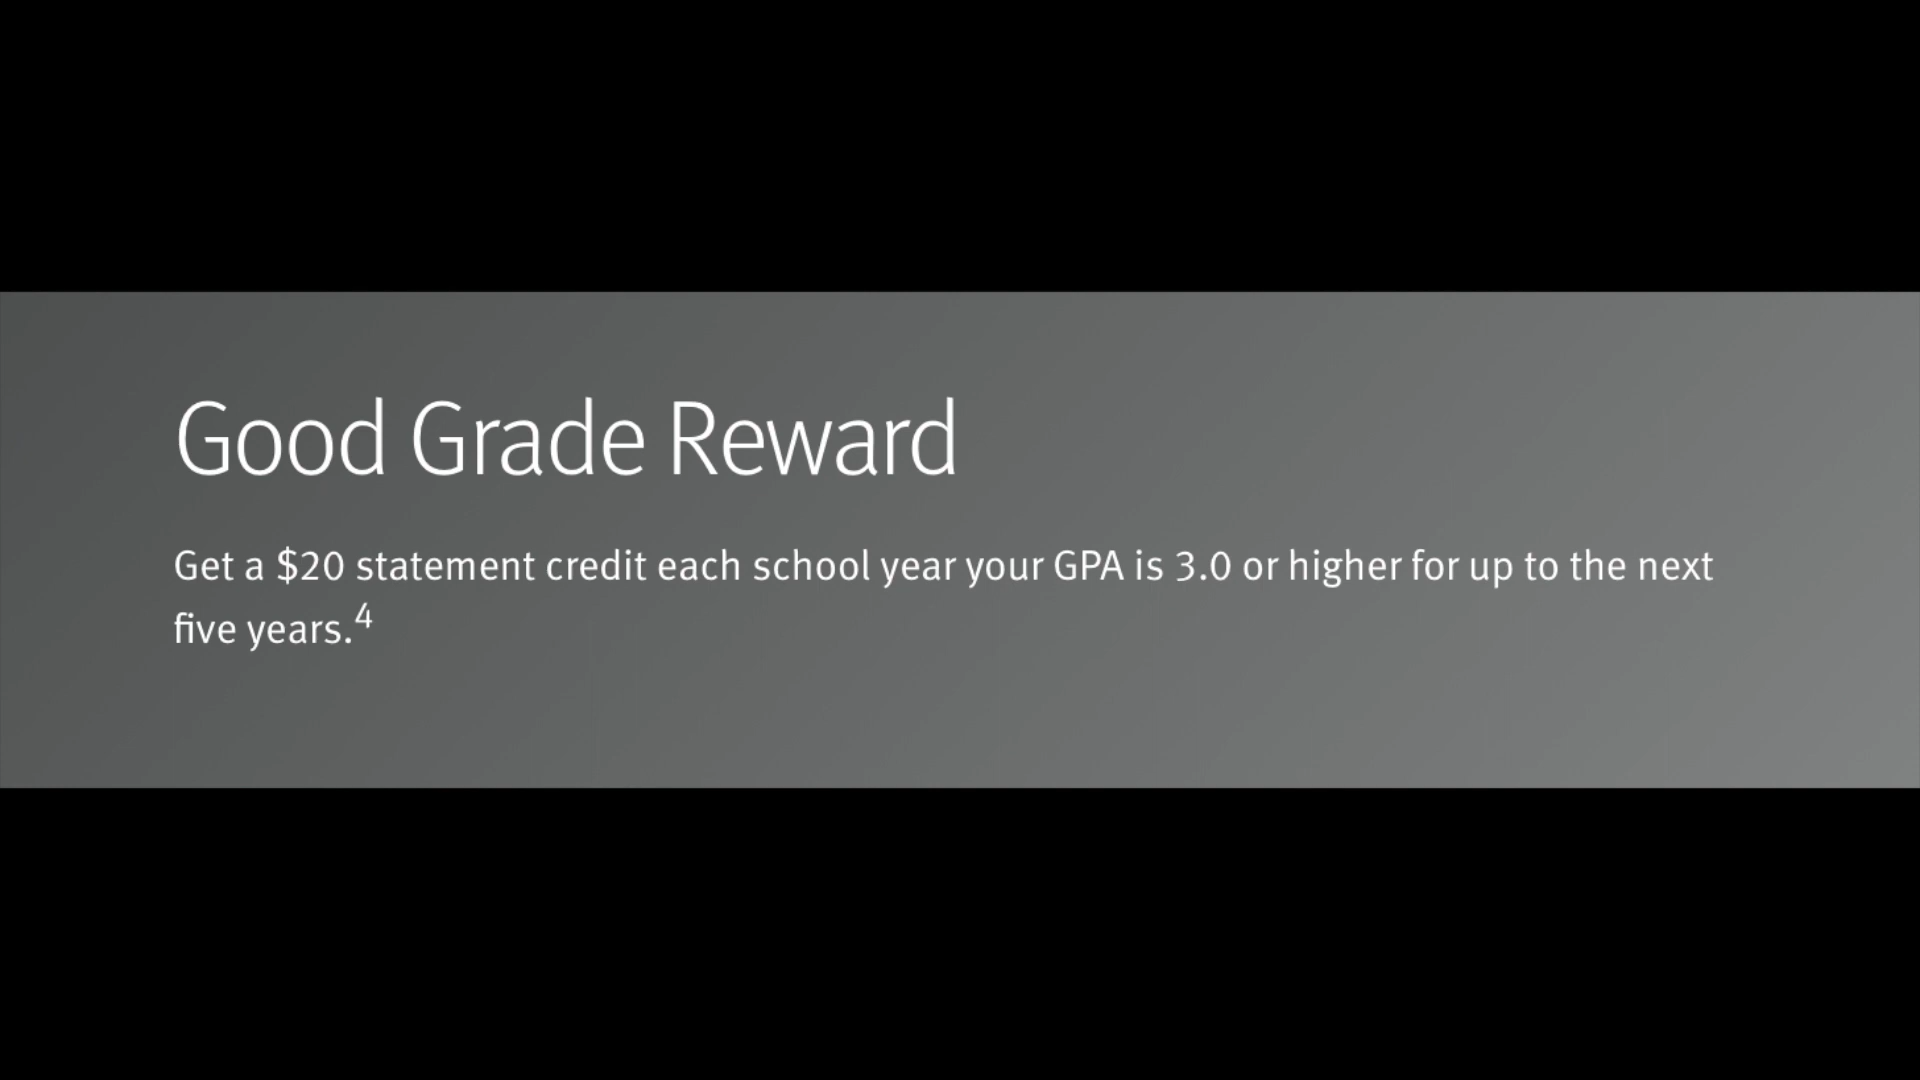 Good Grade Reward
Get a $20 statement credit each school year your GPA is 3.0 or higher for up to the next
five years.4